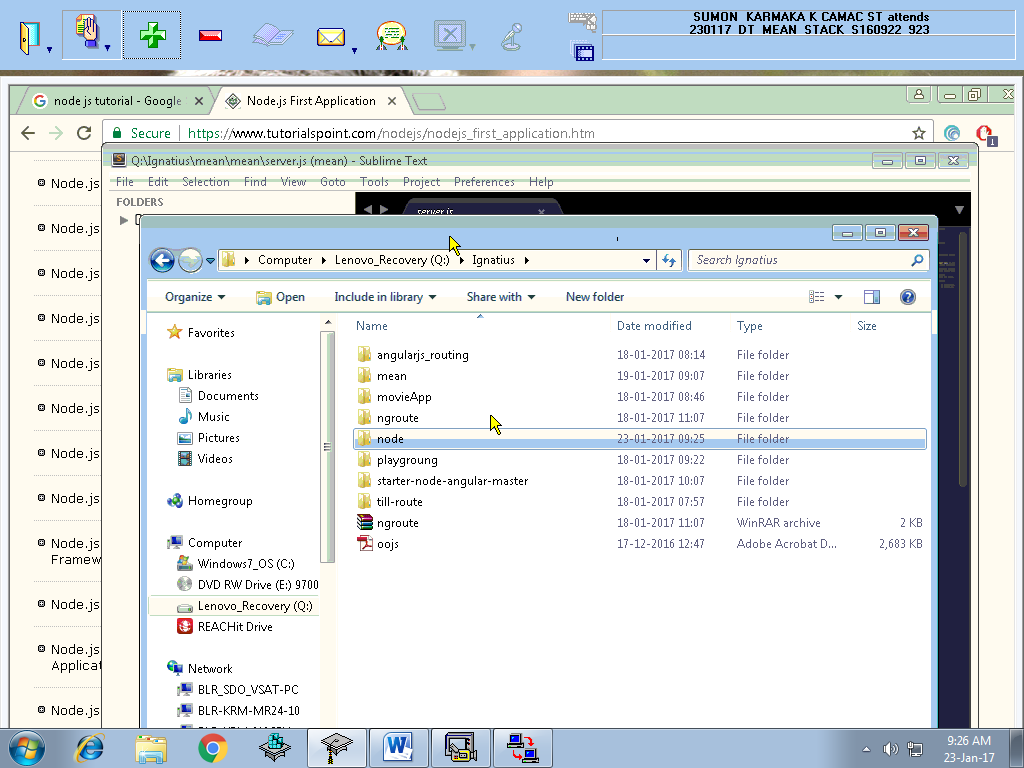 SUMON KARMAKA K CAMAC ST attends
230117 DT MEAN STACK S160922 923
node js tutorial - Google
Node.js First Application
Secure https://www.tutorialspoint.com/nodejs/nodejs_first_application.htm
1
Q:\Ignatius\mean\mean\server.js (mean) - Sublime Text
File Edit Selection Find View Goto Tools Project Preferences Help
FOLDERS
server.js
Node.js
Node.js
Node.js
Node.js
Node.js
Node.js
Node.js
Node.js
Node.js
Framew
Node.js
Node.js
Applicat
Node.js
Computer Lenovo_Recovery (Q:) Ignatius
Search Ignatius
Organize Open Include in library Share with New folder
Favorites
Libraries
Documents
Music
Pictures
Videos
Homegroup
Computer
Windows7_OS (C:)
DVD RW Drive (E:) 9700
Lenovo_Recovery (Q:)
REACHit Drive
Network
BLR_SDO_VSAT-PC
BLR-KRM-MR24-10
Name Date modified Type Size
angularjs_routing 18-01-2017 08:14 File folder
mean 19-01-2017 09:07 File folder
movieApp 18-01-2017 08:46 File folder
ngroute 18-01-2017 11:07 File folder
node 23-01-2017 09:25 File folder
playgroung 18-01-2017 09:22 File folder
starter-node-angular-master 18-01-2017 10:07 File folder
till-route 18-01-2017 07:57 File folder
ngroute 18-01-2017 11:07 WinRAR archive 2 KB
oojs 17-12-2016 12:47 Adobe Acrobat D... 2,683 KB
9:26 AM
23-Jan-17